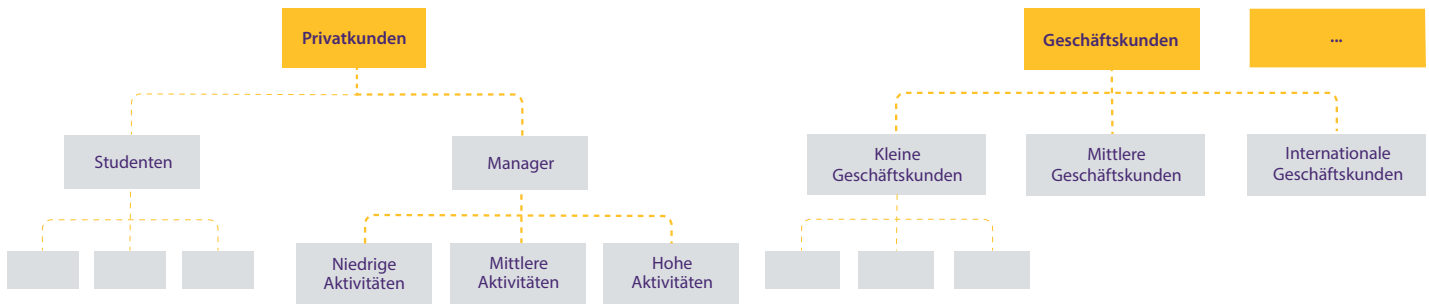 Privatkunden
Geschäftskunden
...
Studenten
Manager
Kleine
Geschäftskunden
Mittlere
Geschäftskunden
Internationale
Geschäftskunden
Niedrige
Aktivitäten
Mittlere
Aktivitäten
Hohe
Aktivitäten